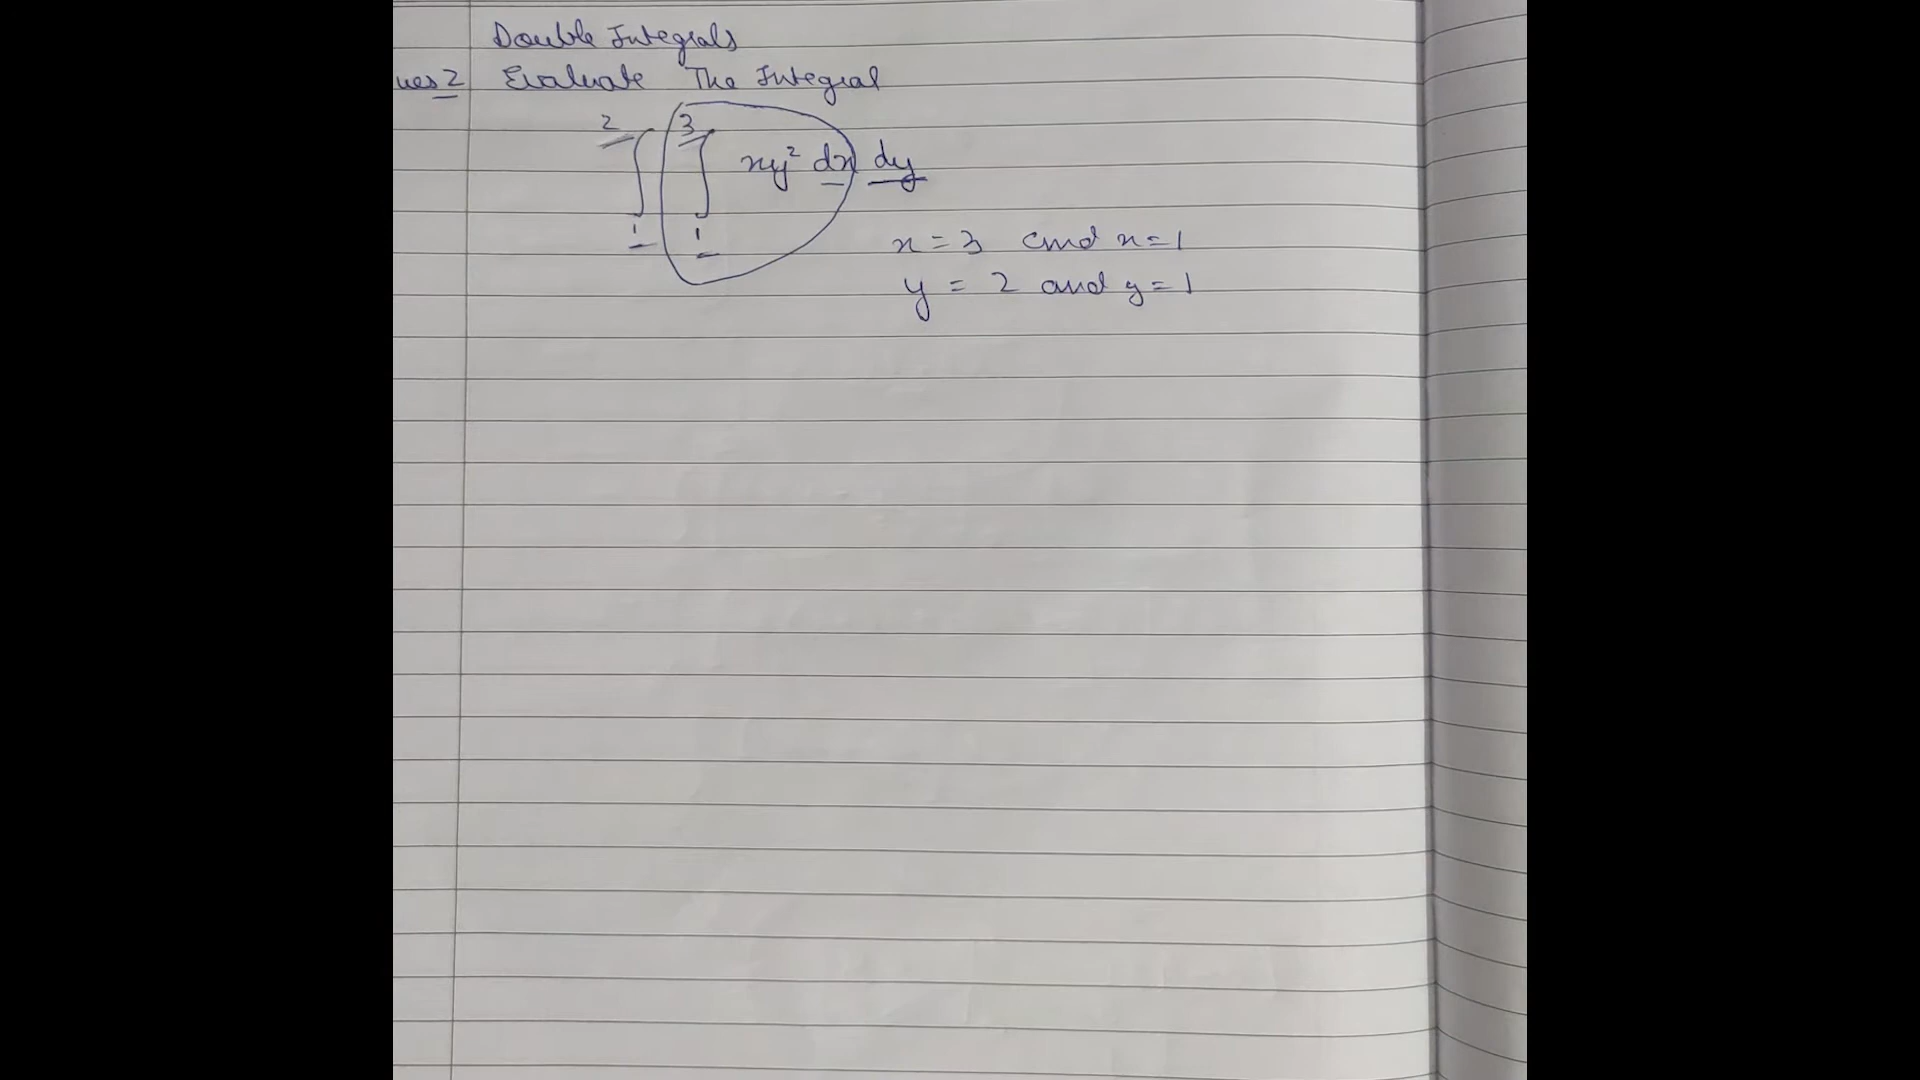 Double Integrals
ues 2 Evaluate The Integral
2 3
∫ ∫ xy² dx dy
1 1
x = 3 and x = 1
y = 2 and y = 1